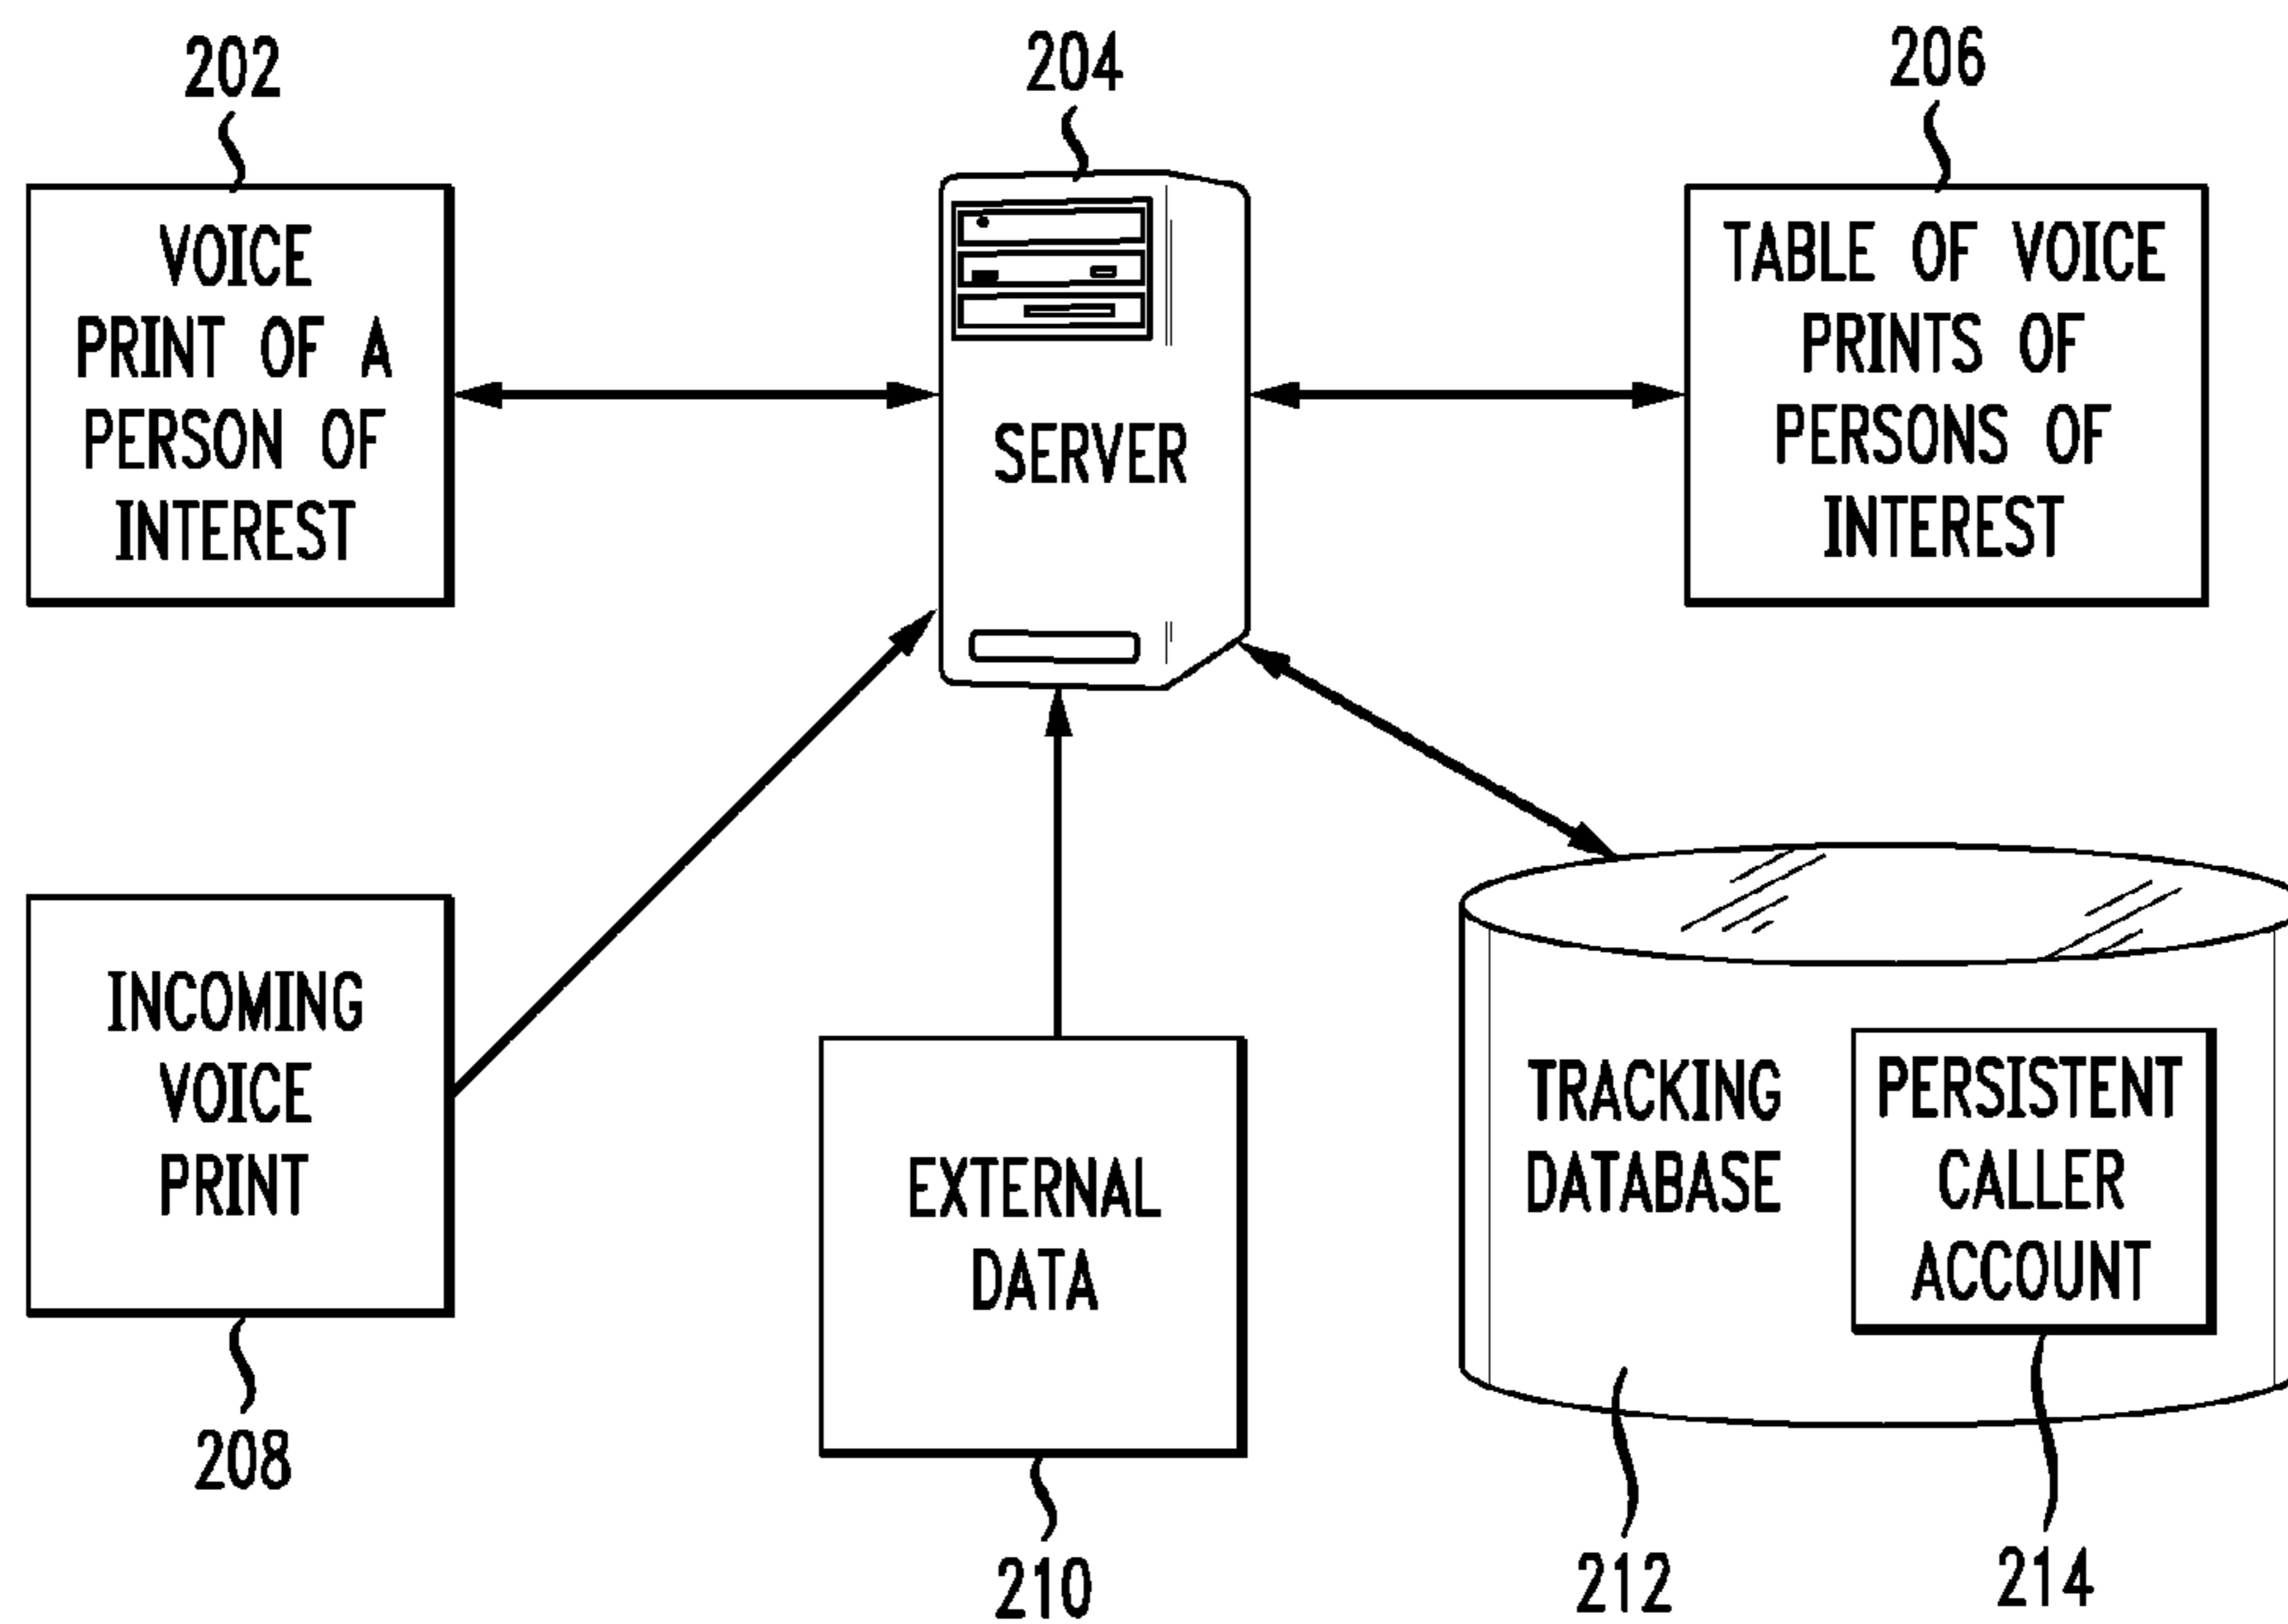 202
204
206
VOICE
PRINT OF A
PERSON OF
INTEREST
SERVER
TABLE OF VOICE
PRINTS OF
PERSONS OF
INTEREST
INCOMING
VOICE
PRINT
208
EXTERNAL
DATA
210
TRACKING
DATABASE
212
PERSISTENT
CALLER
ACCOUNT
214